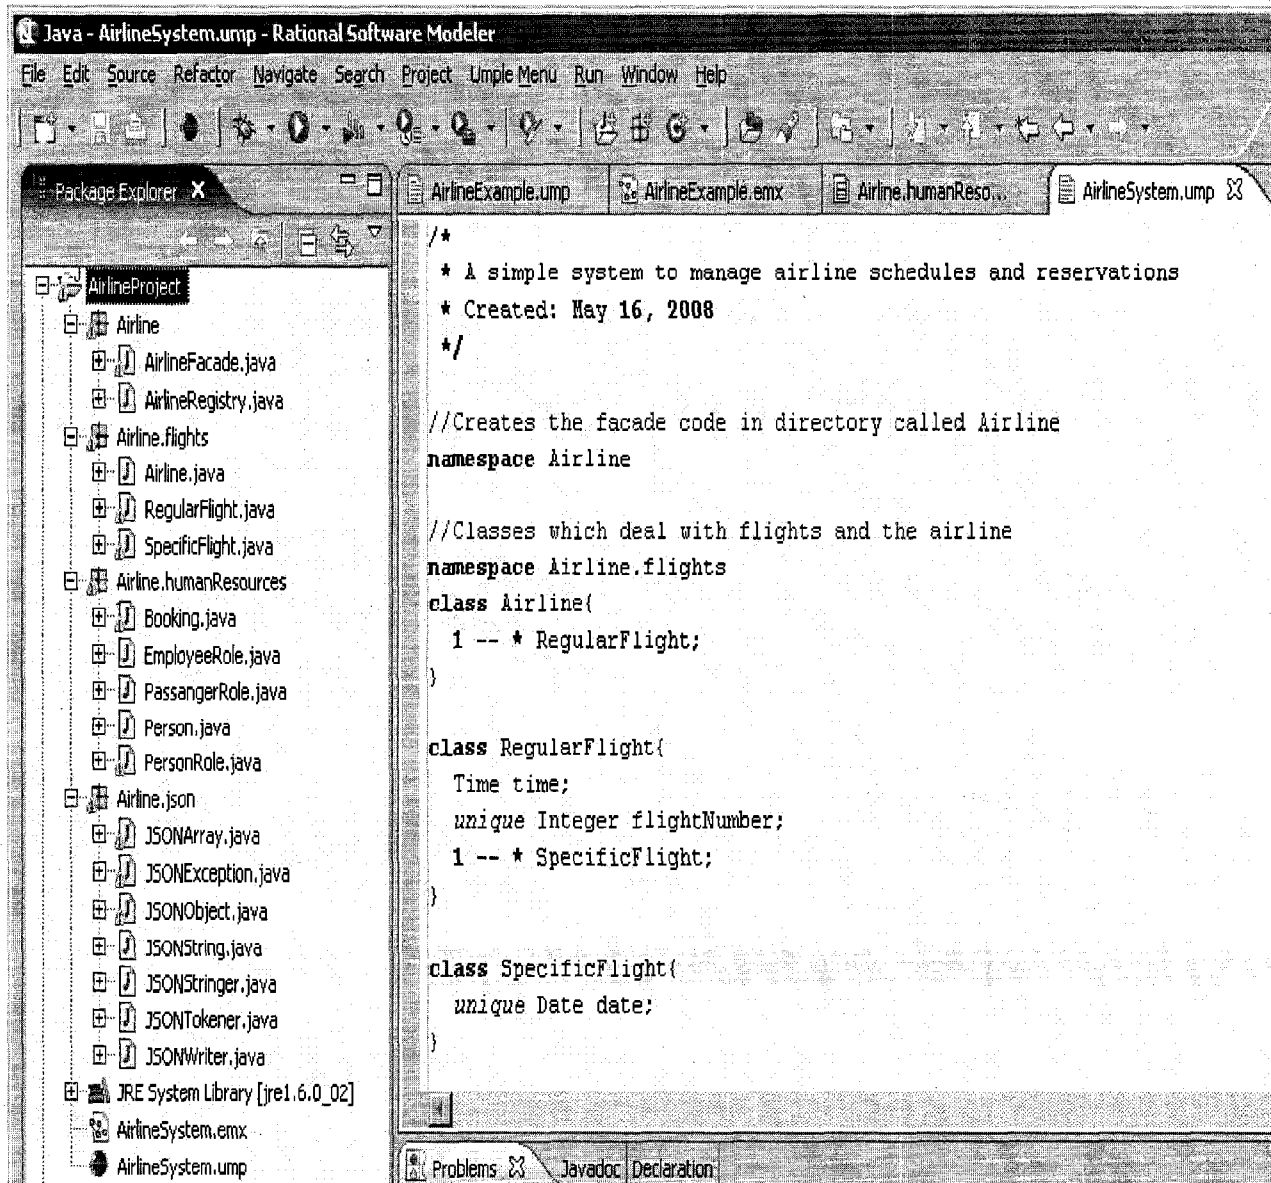 Java - AirlineSystem.ump - Rational Software Modeler
File Edit Source Refactor Navigate Search Project Umple Menu Run Window Help
Package Explorer
AirlineExample.ump AirlineExample.emx Airline.humanReso... AirlineSystem.ump
AirlineProject
Airline
AirlineFacade.java
AirlineRegistry.java
Airline.flights
Airline.java
RegularFlight.java
SpecificFlight.java
Airline.humanResources
Booking.java
EmployeeRole.java
PassangerRole.java
Person.java
PersonRole.java
Airline.json
JSONArray.java
JSONException.java
JSONObject.java
JSONString.java
JSONStringer.java
JSONTokener.java
JSONWriter.java
JRE System Library [jre1.6.0_02]
AirlineSystem.emx
AirlineSystem.ump
/*
* A simple system to manage airline schedules and reservations
* Created: May 16, 2008
*/
//Creates the facade code in directory called Airline
namespace Airline
//Classes which deal with flights and the airline
namespace Airline.flights
class Airline{
1 -- * RegularFlight;
}
class RegularFlight{
Time time;
unique Integer flightNumber;
1 -- * SpecificFlight;
}
class SpecificFlight{
unique Date date;
}
Problems Javadoc Declaration